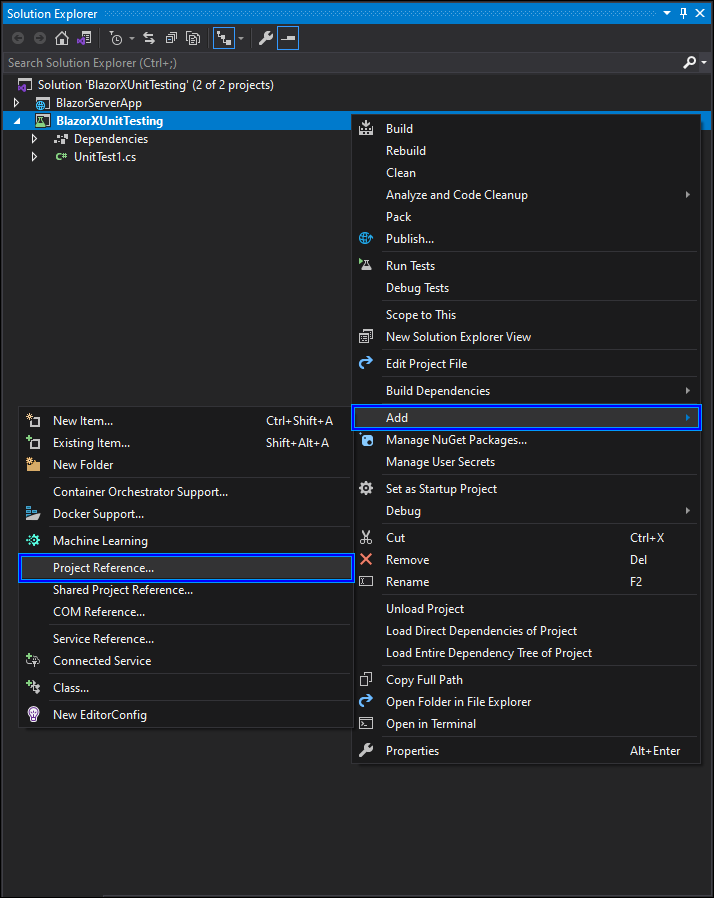 Solution Explorer
Search Solution Explorer (Ctrl+;)
Solution 'BlazorXUnitTesting' (2 of 2 projects)
BlazorServerApp
BlazorXUnitTesting
Dependencies
C# UnitTest1.cs
Build
Rebuild
Clean
Analyze and Code Cleanup
Pack
Publish...
Run Tests
Debug Tests
Scope to This
New Solution Explorer View
Edit Project File
Build Dependencies
Add
Manage NuGet Packages...
Manage User Secrets
Set as Startup Project
Debug
Cut Ctrl+X
Remove Del
Rename F2
Unload Project
Load Direct Dependencies of Project
Load Entire Dependency Tree of Project
Copy Full Path
Open Folder in File Explorer
Open in Terminal
Properties Alt+Enter
New Item... Ctrl+Shift+A
Existing Item... Shift+Alt+A
New Folder
Container Orchestrator Support...
Docker Support...
Machine Learning
Project Reference...
Shared Project Reference...
COM Reference...
Service Reference...
Connected Service
Class...
New EditorConfig